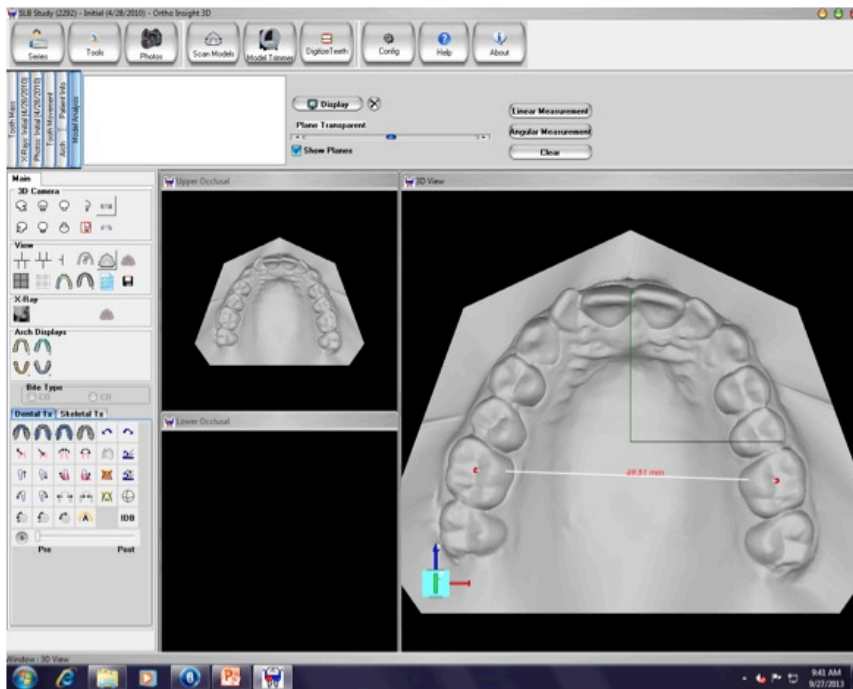 SLB Study (2292) - Initial (4/28/2010) - Ortho Insight 3D
Series
Tools
Photos
Scan Models
Model Trimmer
DigitizeTeeth
Config
Help
About
Tooth Mass
X-Rays: Initial (4/28/2010)
Photos: Initial (4/28/2010)
Tooth Movement
Arch
Patient Info
Model Analysis
Display
Plane Transparent
Show Planes
Linear Measurement
Angular Measurement
Clear
Main
3D Camera
View
X-Ray
Arch Displays
Bite Type
CO
CR
Dental Tx
Skeletal Tx
A
IDB
Pre
Post
Upper Occlusal
Lower Occlusal
3D View
49.51 mm
Window : 3D View
9:41 AM
9/27/2013